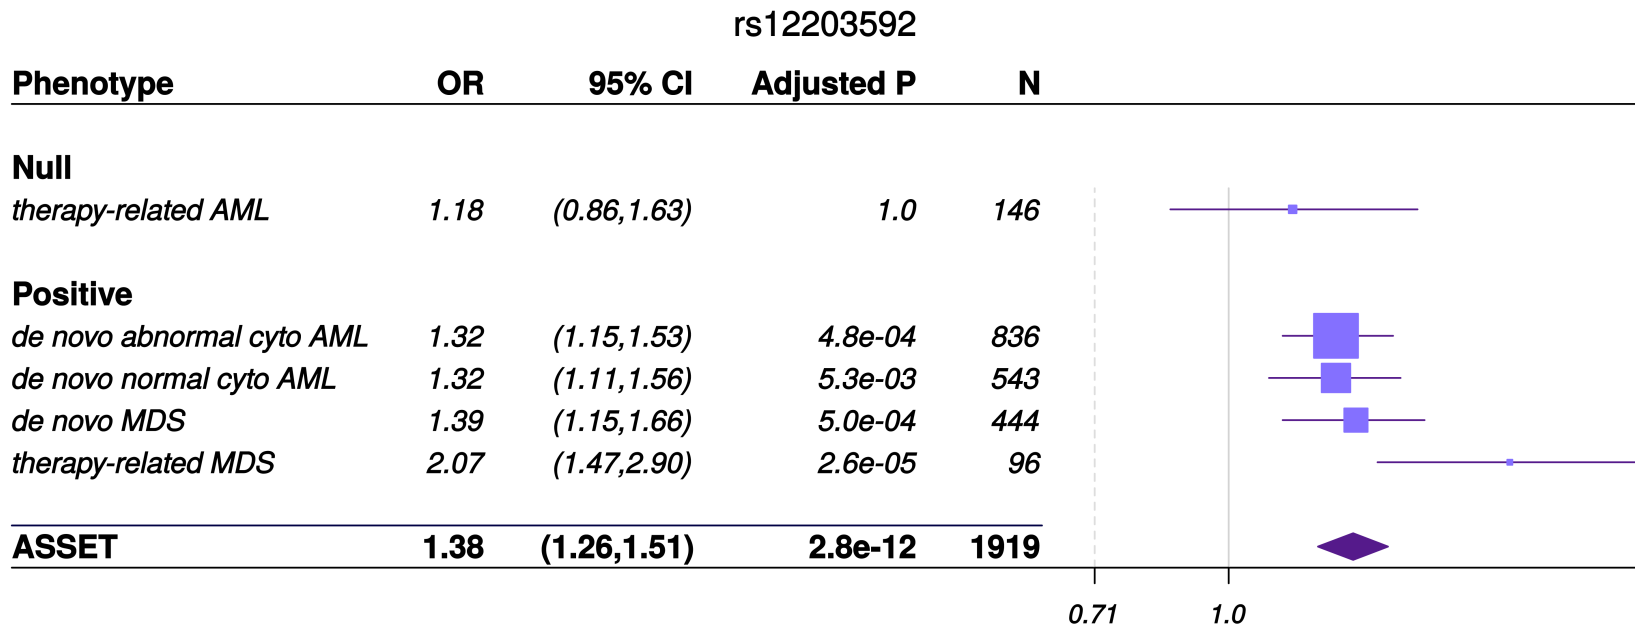 rs12203592
Phenotype OR 95% CI Adjusted P N
Null
therapy-related AML 1.18 (0.86,1.63) 1.0 146
Positive
de novo abnormal cyto AML 1.32 (1.15,1.53) 4.8e-04 836
de novo normal cyto AML 1.32 (1.11,1.56) 5.3e-03 543
de novo MDS 1.39 (1.15,1.66) 5.0e-04 444
therapy-related MDS 2.07 (1.47,2.90) 2.6e-05 96
ASSET 1.38 (1.26,1.51) 2.8e-12 1919
0.71 1.0